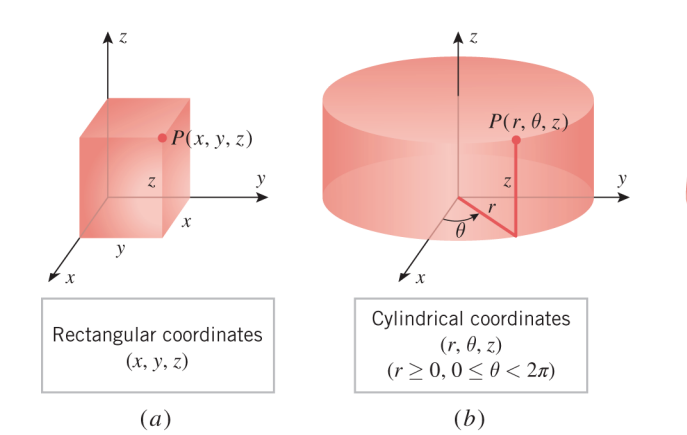 z
P(x, y, z)
z
y
x
y
x
Rectangular coordinates
(x, y, z)
(a)
z
P(r, θ, z)
z
y
r
θ
x
Cylindrical coordinates
(r, θ, z)
(r ≥ 0, 0 ≤ θ < 2π)
(b)